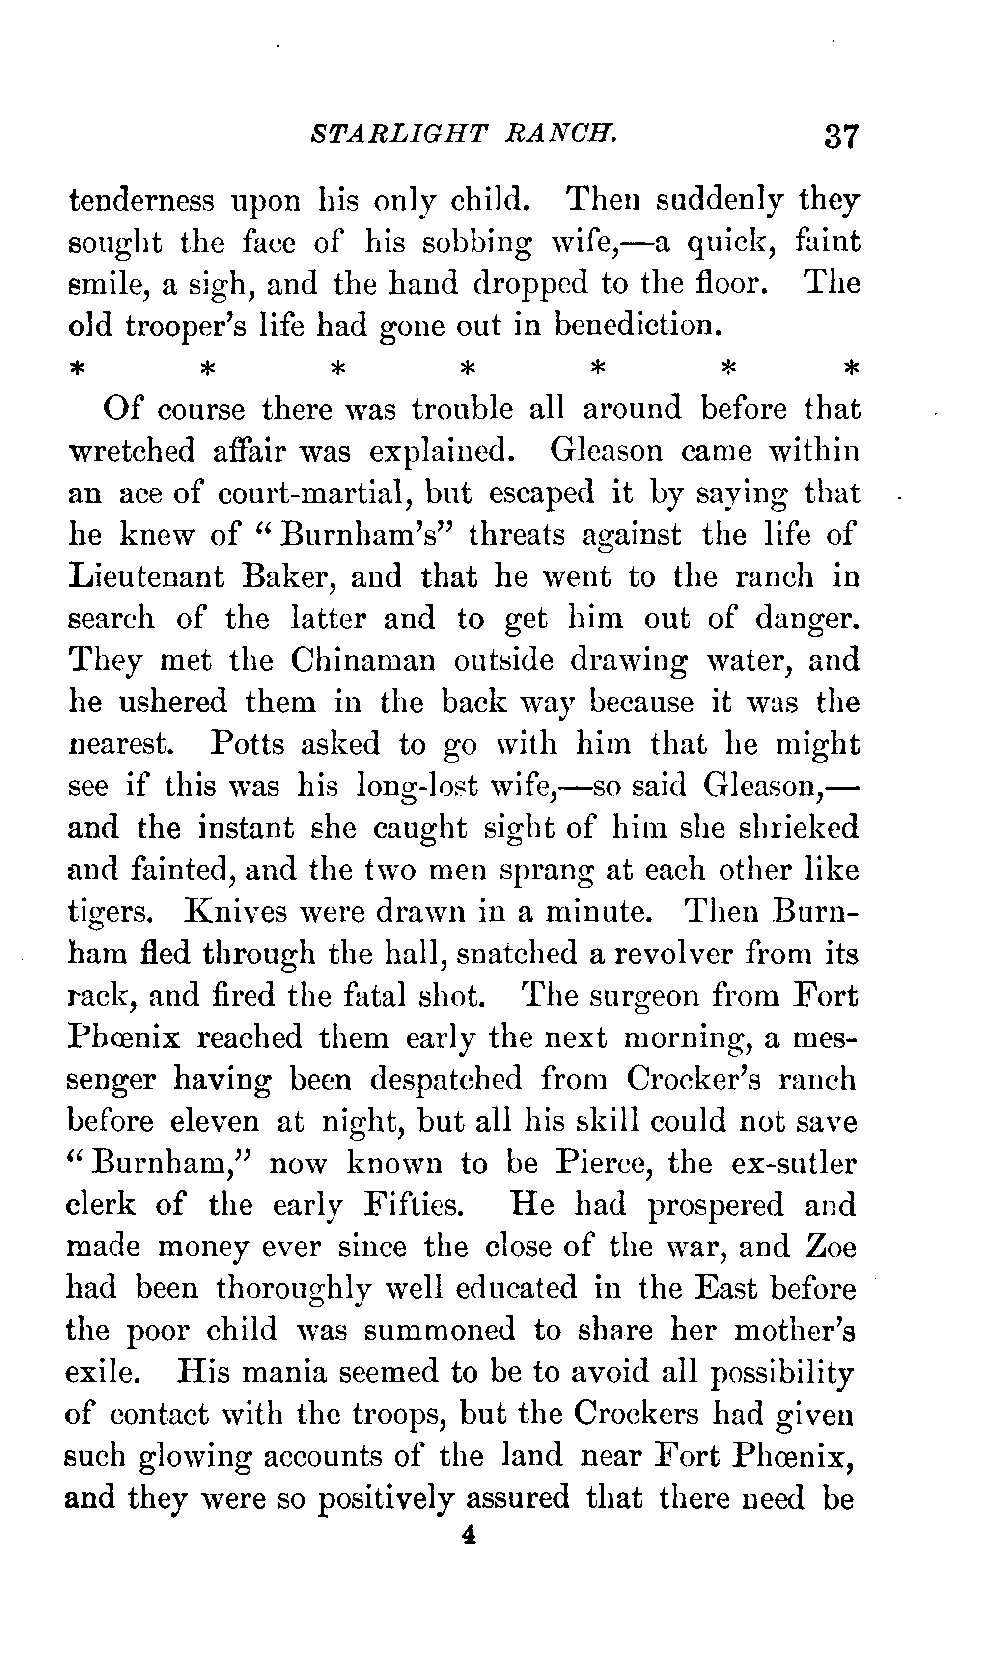 STARLIGHT RANCH. 37
tenderness upon his only child. Then suddenly they
sought the face of his sobbing wife,—a quick, faint
smile, a sigh, and the hand dropped to the floor. The
old trooper's life had gone out in benediction.
* * * * * * *
Of course there was trouble all around before that
wretched affair was explained. Gleason came within
an ace of court-martial, but escaped it by saying that
he knew of “Burnham's” threats against the life of
Lieutenant Baker, and that he went to the ranch in
search of the latter and to get him out of danger.
They met the Chinaman outside drawing water, and
he ushered them in the back way because it was the
nearest. Potts asked to go with him that he might
see if this was his long-lost wife,—so said Gleason,—
and the instant she caught sight of him she shrieked
and fainted, and the two men sprang at each other like
tigers. Knives were drawn in a minute. Then Burn-
ham fled through the hall, snatched a revolver from its
rack, and fired the fatal shot. The surgeon from Fort
Phœnix reached them early the next morning, a mes-
senger having been despatched from Crocker's ranch
before eleven at night, but all his skill could not save
“Burnham,” now known to be Pierce, the ex-sutler
clerk of the early Fifties. He had prospered and
made money ever since the close of the war, and Zoe
had been thoroughly well educated in the East before
the poor child was summoned to share her mother's
exile. His mania seemed to be to avoid all possibility
of contact with the troops, but the Crockers had given
such glowing accounts of the land near Fort Phœnix,
and they were so positively assured that there need be
4